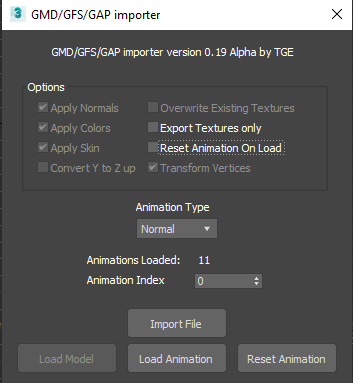 3 GMD/GFS/GAP importer
GMD/GFS/GAP importer version 0.19 Alpha by TGE
Options
Apply Normals Overwrite Existing Textures
Apply Colors Export Textures only
Apply Skin Reset Animation On Load
Convert Y to Z up Transform Vertices
Animation Type
Normal
Animations Loaded: 11
Animation Index 0
Import File
Load Model Load Animation Reset Animation